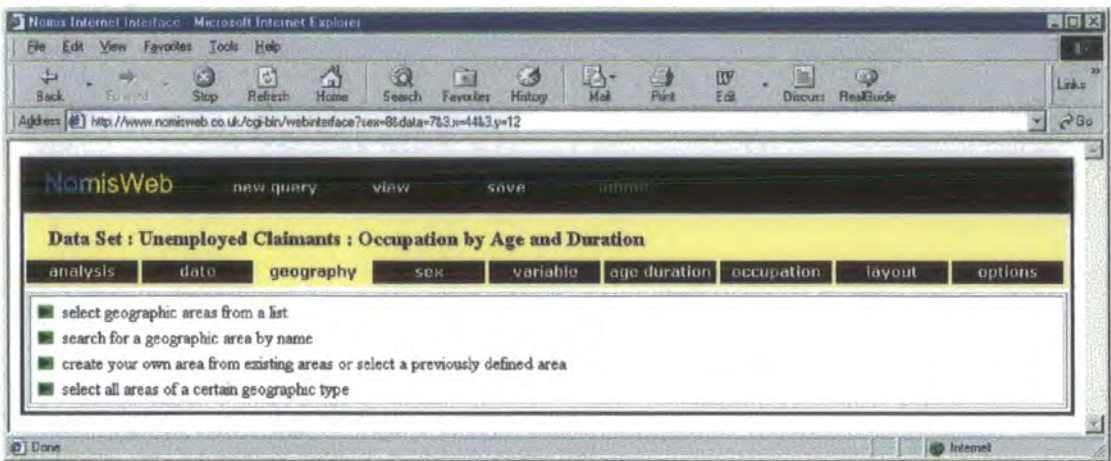 Nomis Internet Interface - Microsoft Internet Explorer
File Edit View Favorites Tools Help
Back Forward Stop Refresh Home Search Favorites History Mail Print Edit Discuss RealGuide Links
Address http://www.nomisweb.co.uk/cgi-bin/webinterface?sex=8&data=7&3.x=44&3.y=12 Go
NomisWeb new query view save submit
Data Set : Unemployed Claimants : Occupation by Age and Duration
analysis date geography sex variable age duration occupation layout options
select geographic areas from a list
search for a geographic area by name
create your own area from existing areas or select a previously defined area
select all areas of a certain geographic type
Done Internet